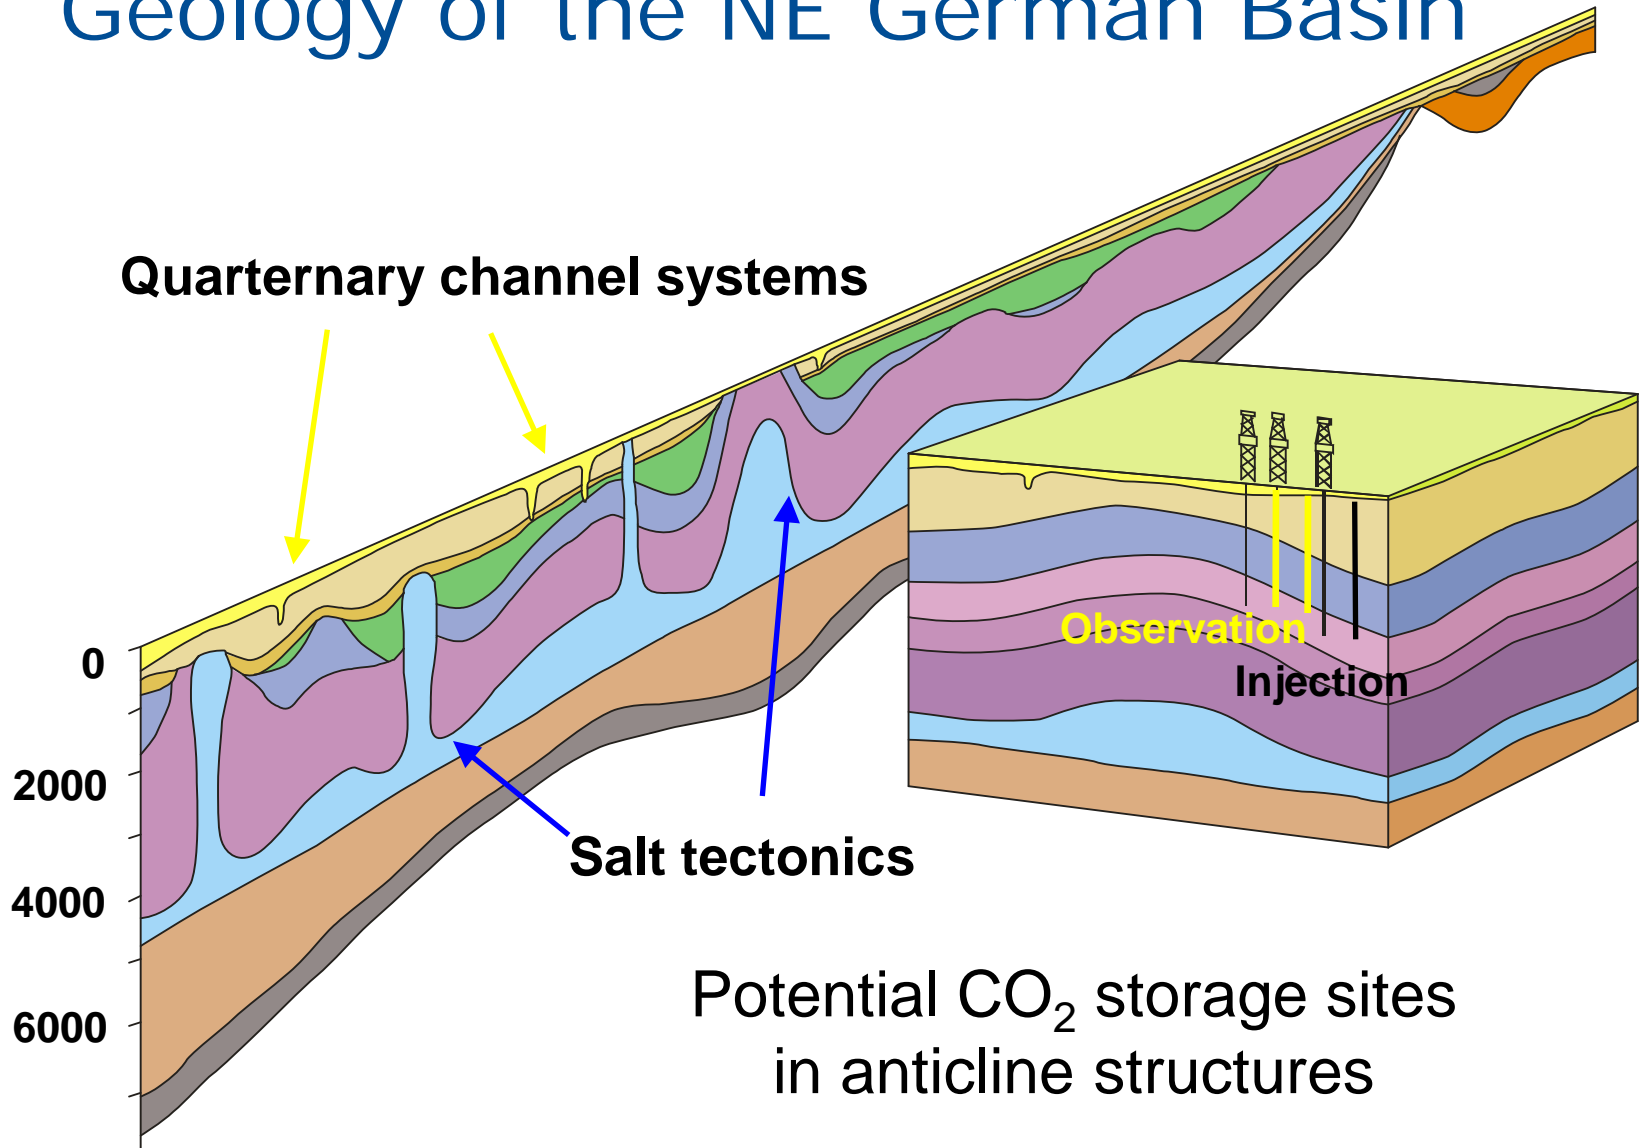 Geology of the NE German Basin
Quarternary channel systems
Observation
Injection
0
2000
4000
6000
Salt tectonics
Potential CO₂ storage sites
in anticline structures